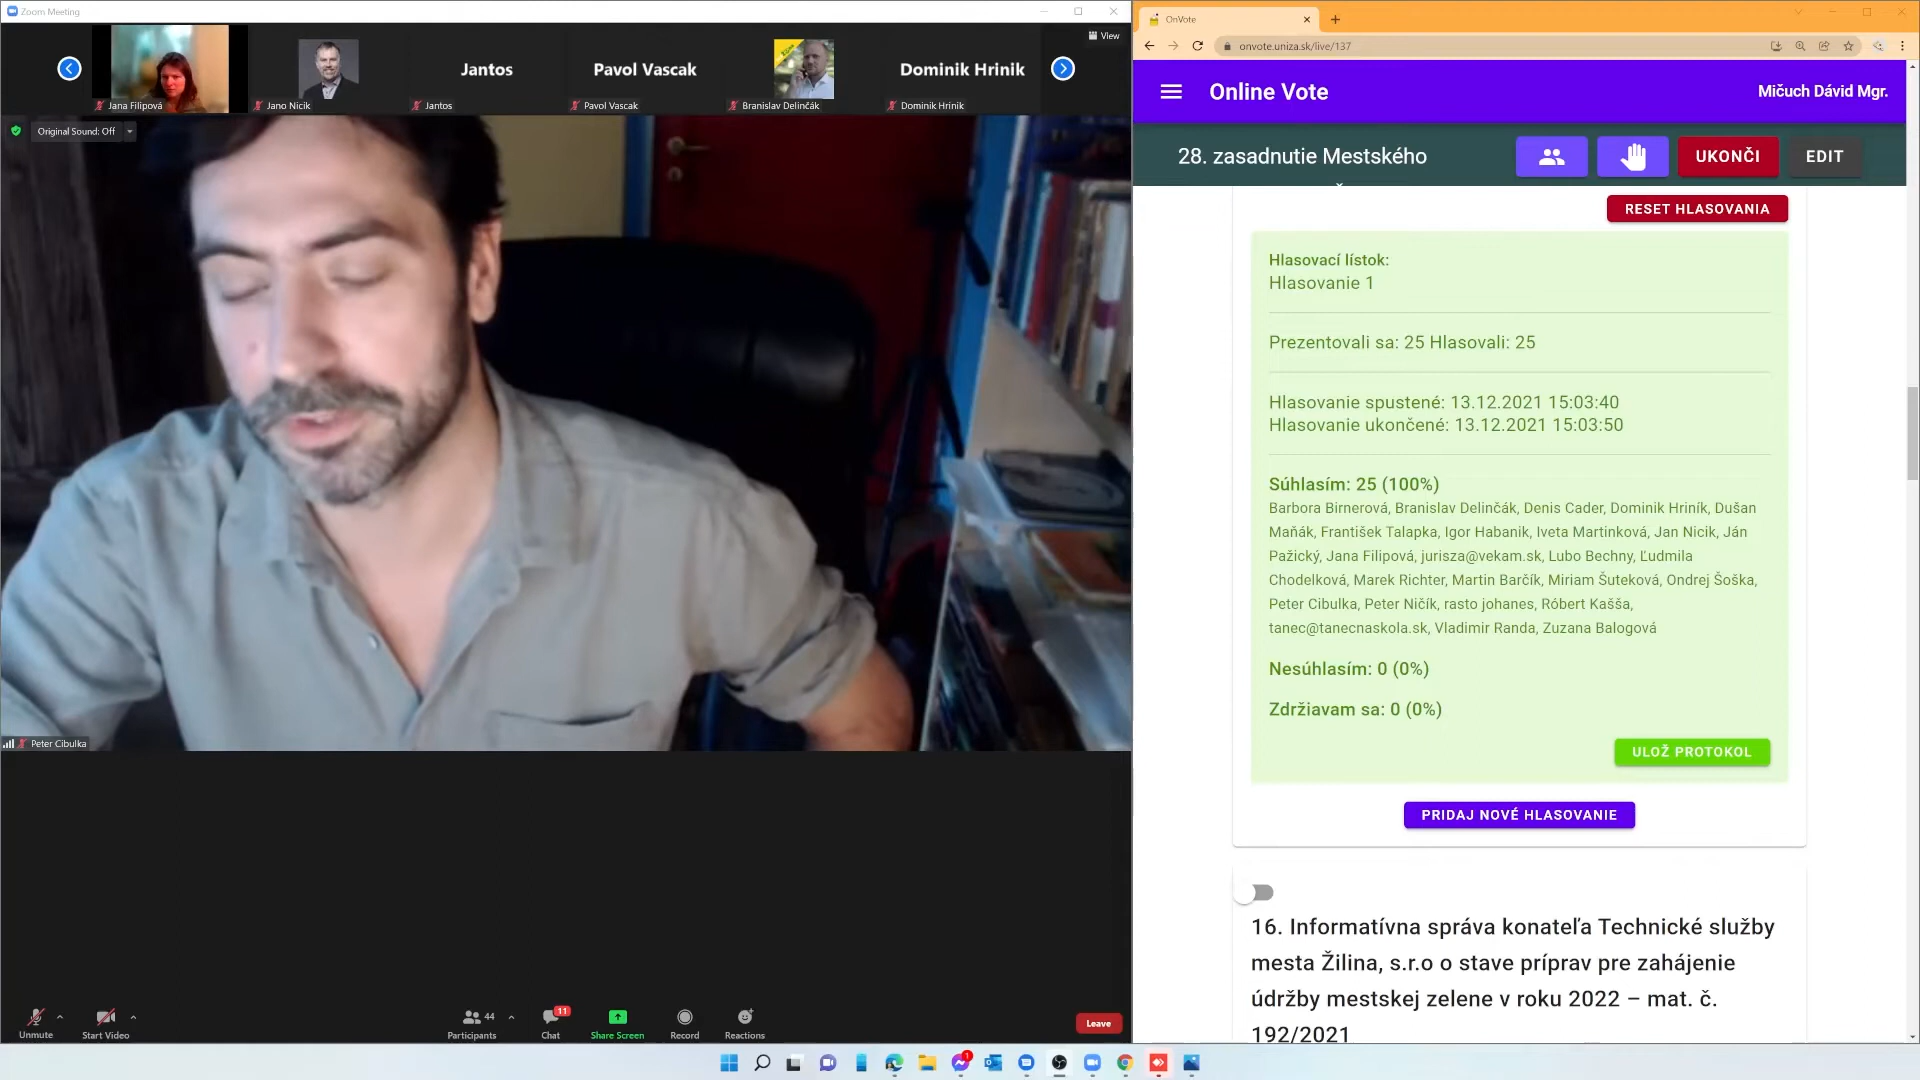 Zoom Meeting
View
Jantos
Pavol Vascak
Dominik Hrinik
Jana Filipová
Jano Nicik
Jantos
Pavol Vascak
Branislav Delinčák
Dominik Hrinik
Original Sound: Off
Peter Cibulka
44
11
Unmute
Start Video
Participants
Chat
Share Screen
Record
Reactions
Leave
OnVote
onvote.uniza.sk/live/137
Online Vote
Mičuch Dávid Mgr.
28. zasadnutie Mestského
UKONČI
EDIT
RESET HLASOVANIA
Hlasovací lístok:
Hlasovanie 1
Prezentovali sa: 25 Hlasovali: 25
Hlasovanie spustené: 13.12.2021 15:03:40
Hlasovanie ukončené: 13.12.2021 15:03:50
Súhlasím: 25 (100%)
Barbora Birnerová, Branislav Delinčák, Denis Cader, Dominik Hriník, Dušan
Maňák, František Talapka, Igor Habanik, Iveta Martinková, Jan Nicik, Ján
Pažický, Jana Filipová, jurisza@vekam.sk, Lubo Bechny, Ľudmila
Chodelková, Marek Richter, Martin Barčík, Miriam Šuteková, Ondrej Šoška,
Peter Cibulka, Peter Ničík, rasto johanes, Róbert Kašša,
tanec@tanecnaskola.sk, Vladimir Randa, Zuzana Balogová
Nesúhlasím: 0 (0%)
Zdržiavam sa: 0 (0%)
ULOŽ PROTOKOL
PRIDAJ NOVÉ HLASOVANIE
16. Informatívna správa konateľa Technické služby
mesta Žilina, s.r.o o stave príprav pre zahájenie
údržby mestskej zelene v roku 2022 – mat. č.
192/2021
1